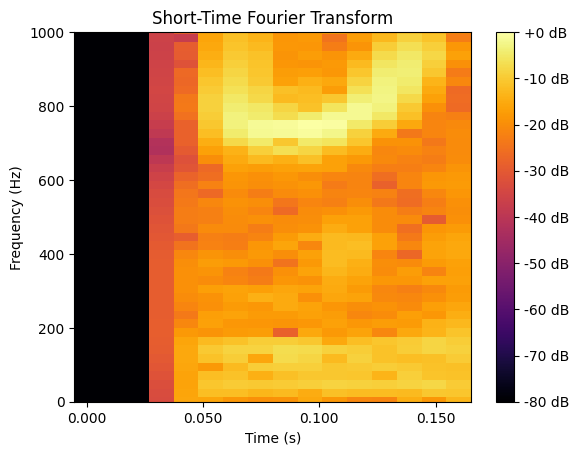 Short-Time Fourier Transform
1000
800
600
400
200
0
Frequency (Hz)
0.000
0.050
0.100
0.150
Time (s)
+0 dB
-10 dB
-20 dB
-30 dB
-40 dB
-50 dB
-60 dB
-70 dB
-80 dB